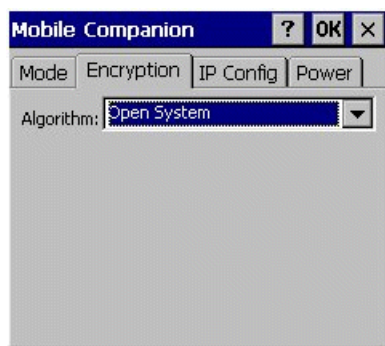 Mobile Companion ? OK ×
Mode Encryption IP Config Power
Algorithm: Open System